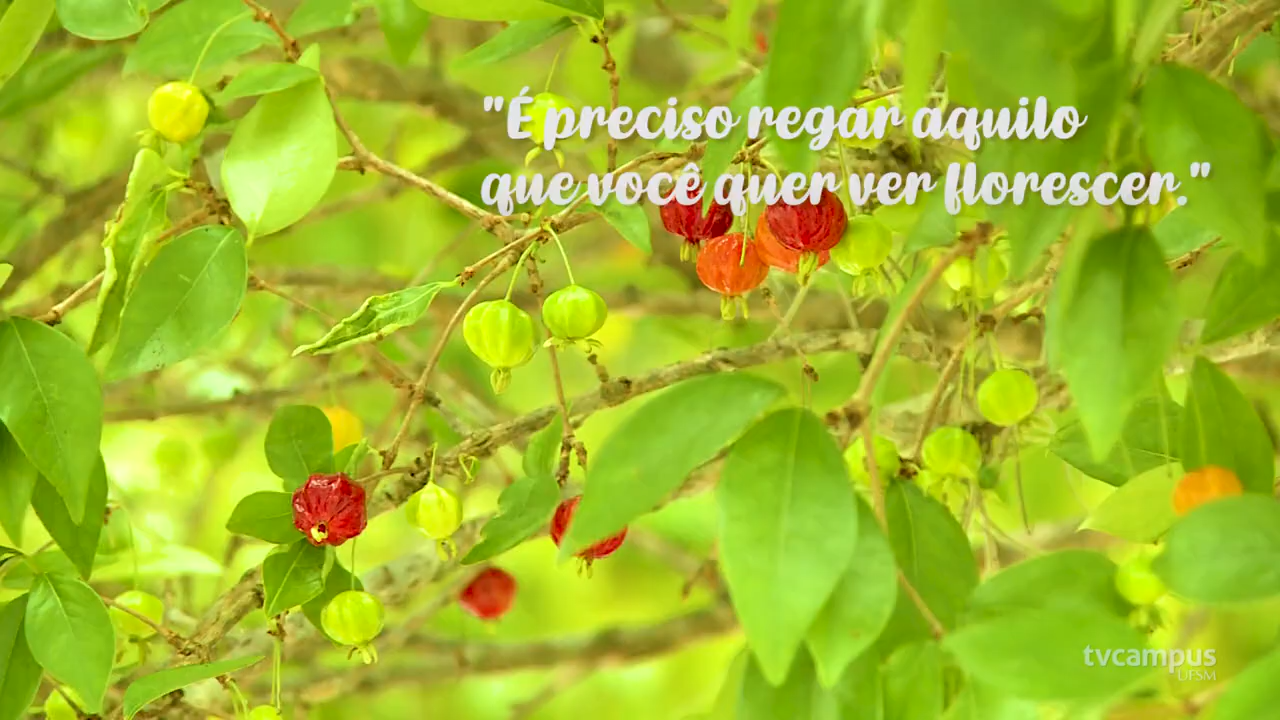 "É preciso regar aquilo
que você quer ver florescer."
tvcampus
UFSM